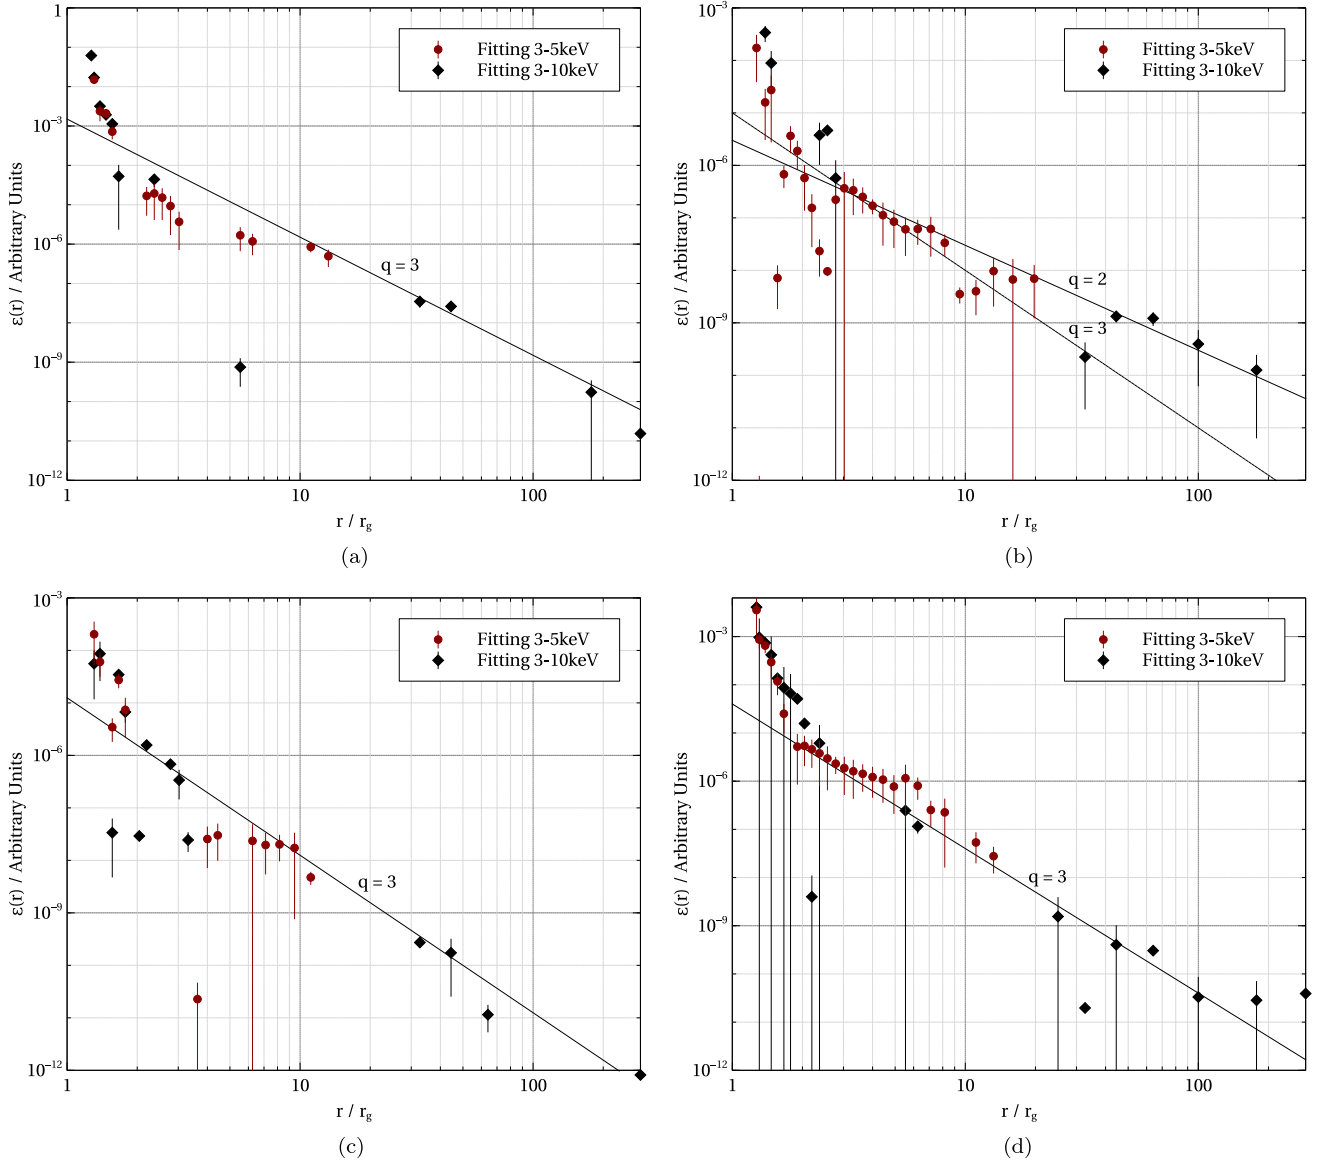 1
10⁻³
10⁻⁶
10⁻⁹
10⁻¹²
ε(r) / Arbitrary Units
Fitting 3-5keV
Fitting 3-10keV
q = 3
1
10
100
r / r_g
(a)
10⁻³
10⁻⁶
10⁻⁹
10⁻¹²
ε(r) / Arbitrary Units
Fitting 3-5keV
Fitting 3-10keV
q = 2
q = 3
1
10
100
r / r_g
(b)
10⁻³
10⁻⁶
10⁻⁹
10⁻¹²
ε(r) / Arbitrary Units
Fitting 3-5keV
Fitting 3-10keV
q = 3
1
10
100
r / r_g
(c)
10⁻³
10⁻⁶
10⁻⁹
10⁻¹²
ε(r) / Arbitrary Units
Fitting 3-5keV
Fitting 3-10keV
q = 3
1
10
100
r / r_g
(d)